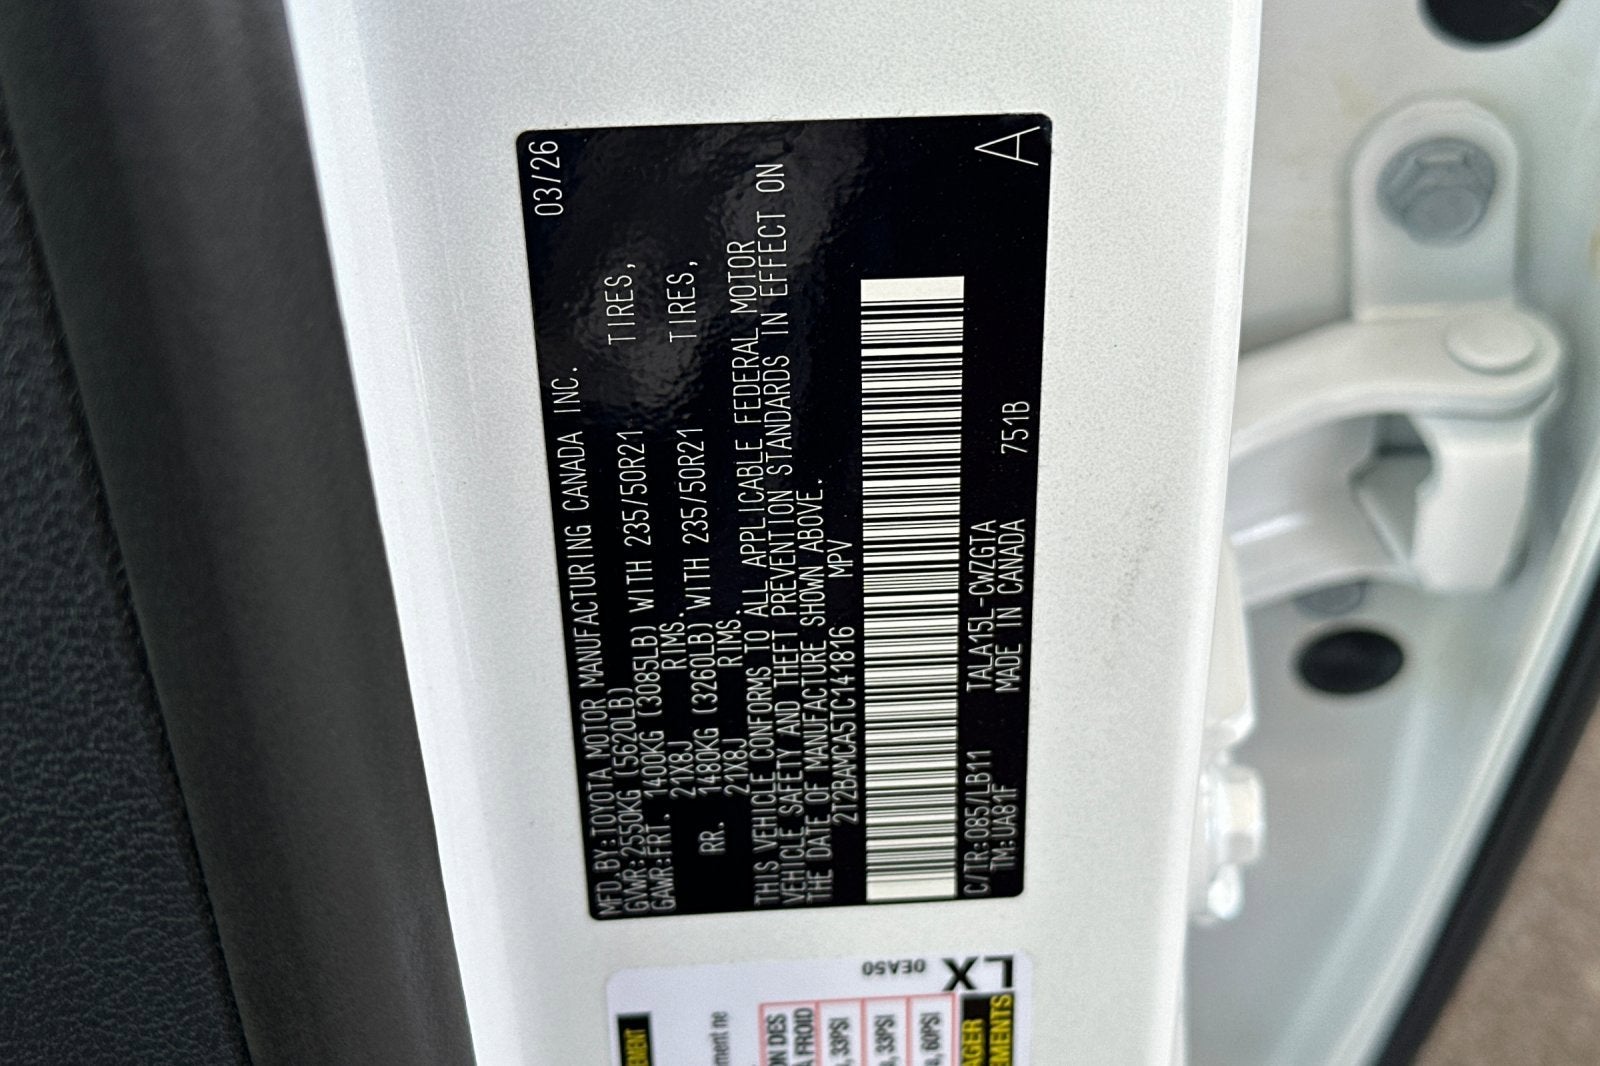 MFD.BY:TOYOTA MOTOR MANUFACTURING CANADA INC. 03/26
GVWR:2550KG (5620LB)
GAWR:FRT. 1400KG (3085LB) WITH 235/50R21 TIRES,
21X8J RIMS.
RR. 1480KG (3260LB) WITH 235/50R21 TIRES,
21X8J RIMS.
THIS VEHICLE CONFORMS TO ALL APPLICABLE FEDERAL MOTOR
VEHICLE SAFETY AND THEFT PREVENTION STANDARDS IN EFFECT ON
THE DATE OF MANUFACTURE SHOWN ABOVE.
2T2BAMCA5TC141816 MPV
C/TR:085/LB11 TALA15L-CWZGTA 751B
TM:UA81F MADE IN CANADA A
LX
0EA50
33PSI
33PSI
60PSI